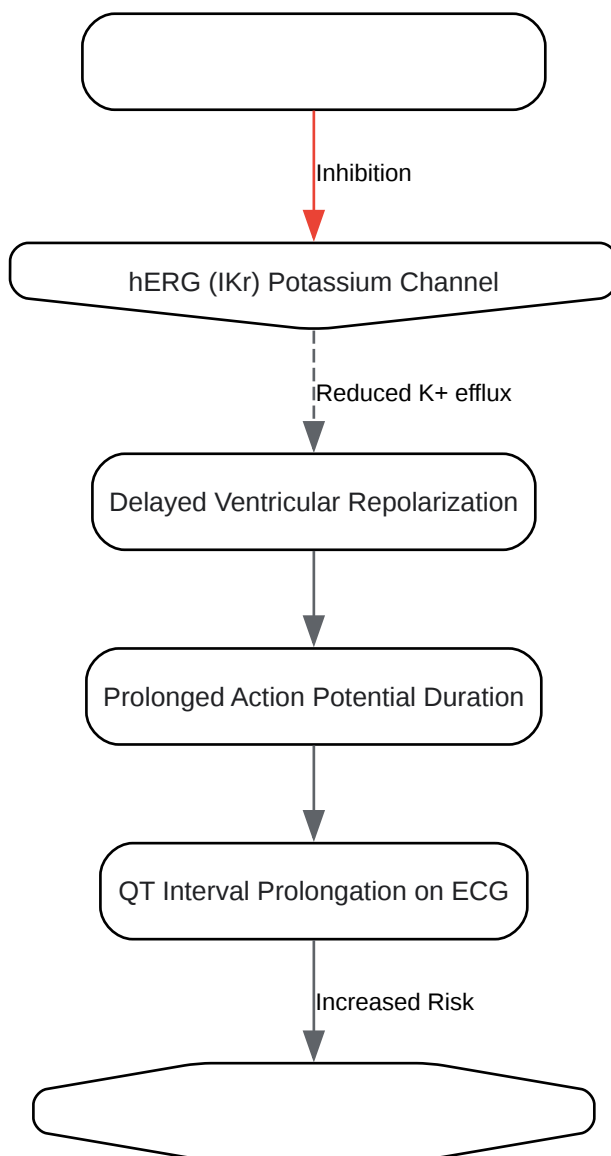 Inhibition
hERG (IKr) Potassium Channel
Reduced K+ efflux
Delayed Ventricular Repolarization
Prolonged Action Potential Duration
QT Interval Prolongation on ECG
Increased Risk